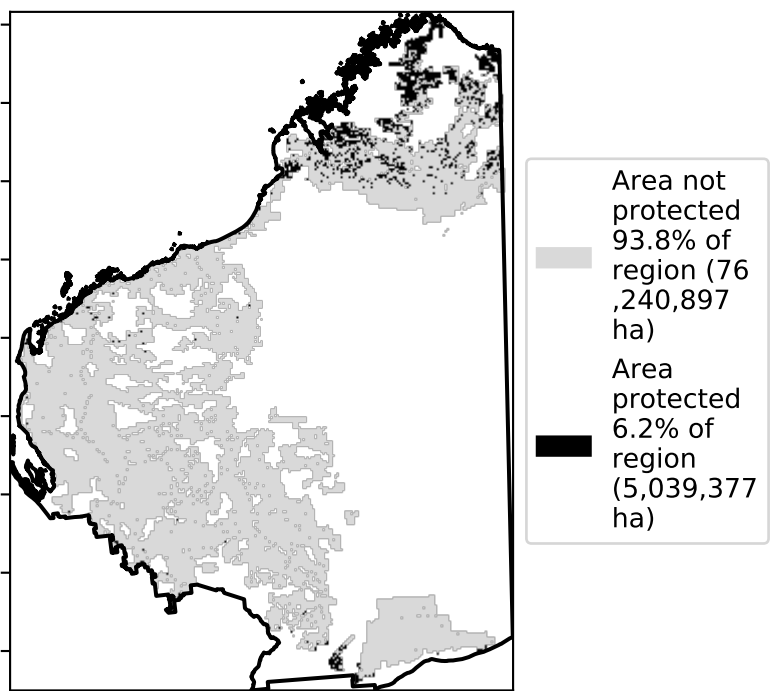 Area not
protected
93.8% of
region (76
,240,897
ha)
Area
protected
6.2% of
region
(5,039,377
ha)